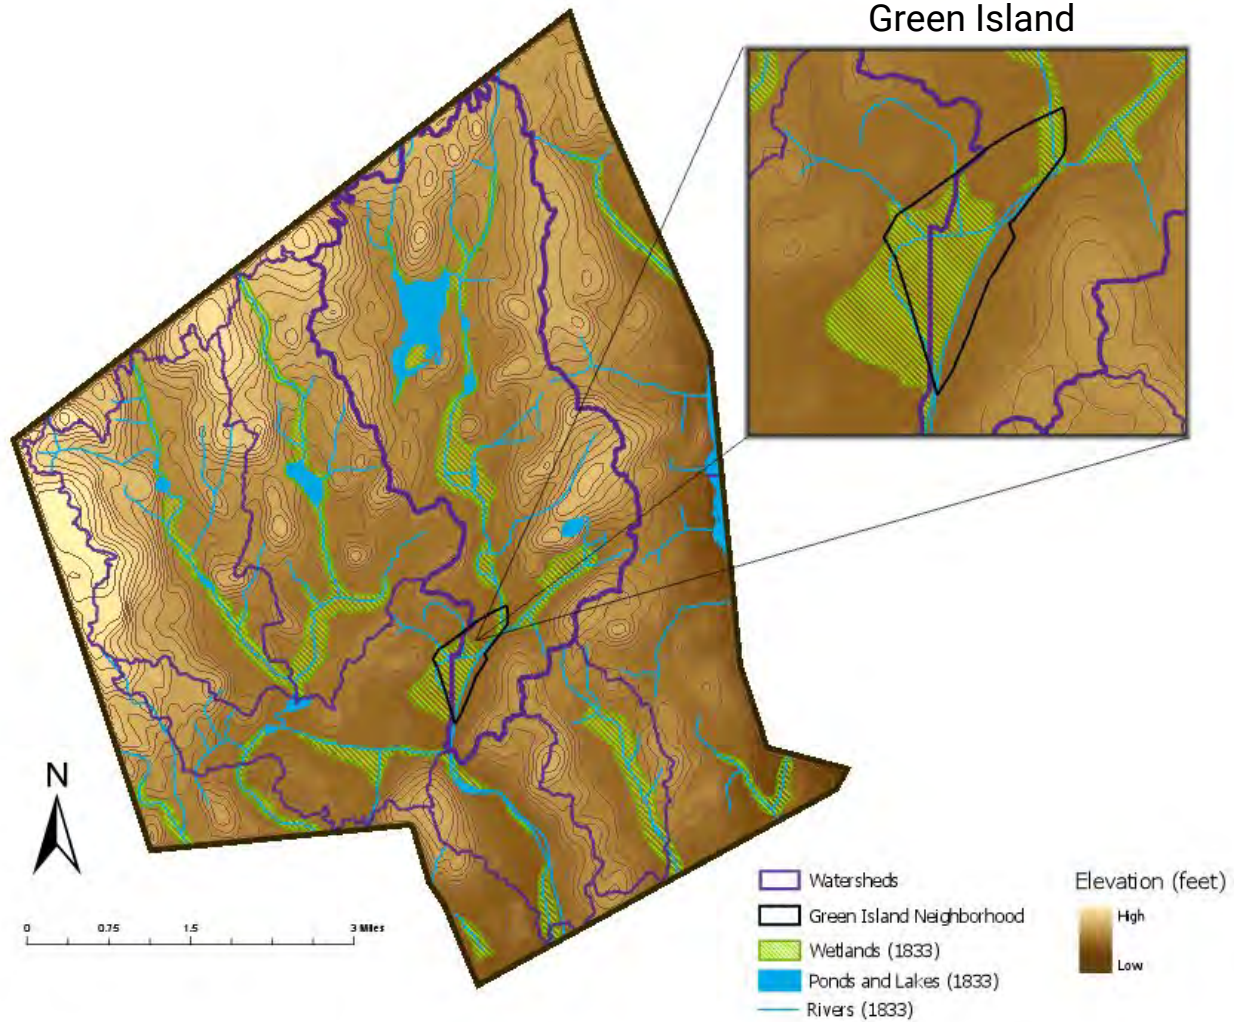 Green Island
N
0 0.75 1.5 3 Miles
Watersheds
Green Island Neighborhood
Wetlands (1833)
Ponds and Lakes (1833)
Rivers (1833)
Elevation (feet)
High
Low